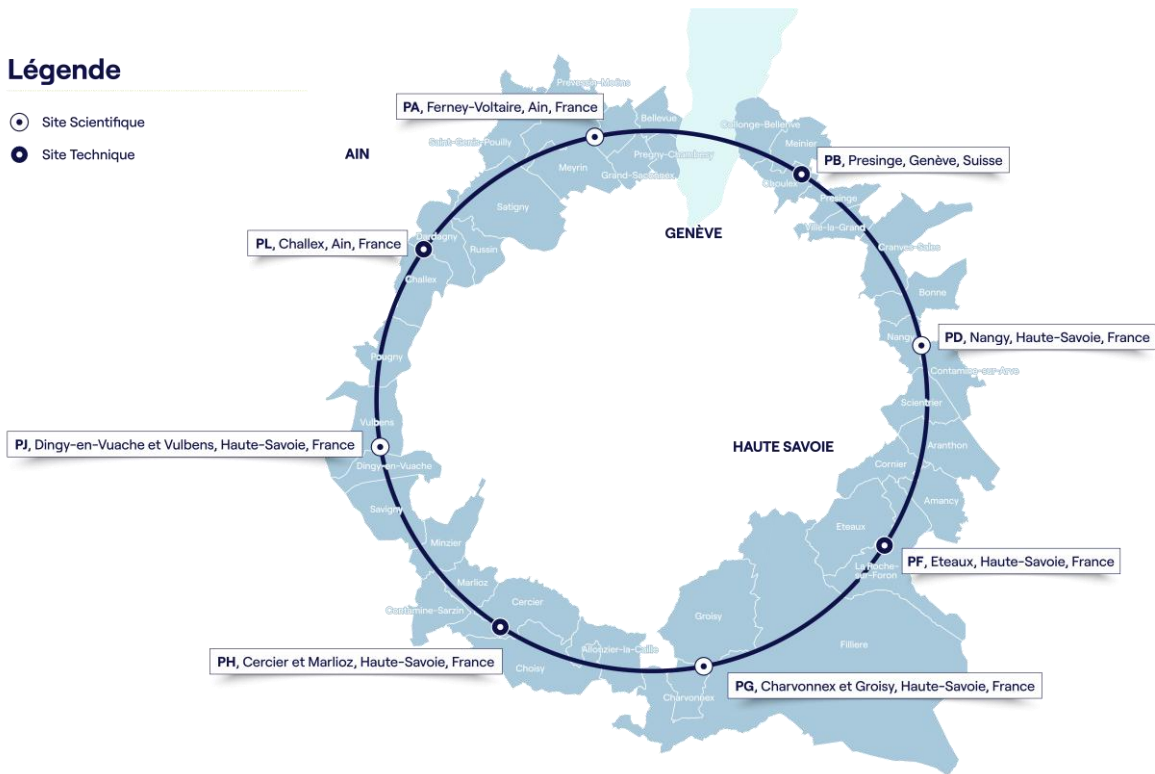 Légende
Site Scientifique
Site Technique
AIN
GENÈVE
HAUTE SAVOIE
PA, Ferney-Voltaire, Ain, France
PB, Presinge, Genève, Suisse
PD, Nangy, Haute-Savoie, France
PF, Eteaux, Haute-Savoie, France
PG, Charvonnex et Groisy, Haute-Savoie, France
PH, Cercier et Marlioz, Haute-Savoie, France
PJ, Dingy-en-Vuache et Vulbens, Haute-Savoie, France
PL, Challex, Ain, France
Prévessin-Moëns
Saint-Genis-Pouilly
Meyrin
Bellevue
Pregny-Chambésy
Grand-Saconnex
Satigny
Dardagny
Russin
Challex
Pougny
Vulbens
Dingy-en-Vuache
Savigny
Minzier
Marlioz
Contamine-Sarzin
Cercier
Choisy
Allonzier-la-Caille
Charvonnex
Groisy
Filliere
La Roche-
sur-Foron
Eteaux
Amancy
Cornier
Aranthon
Scientrier
Contamine-sur-Arve
Nangy
Bonne
Cranves-Sales
Ville-la-Grand
Presinge
Choulex
Meinier
Collonge-Bellerive